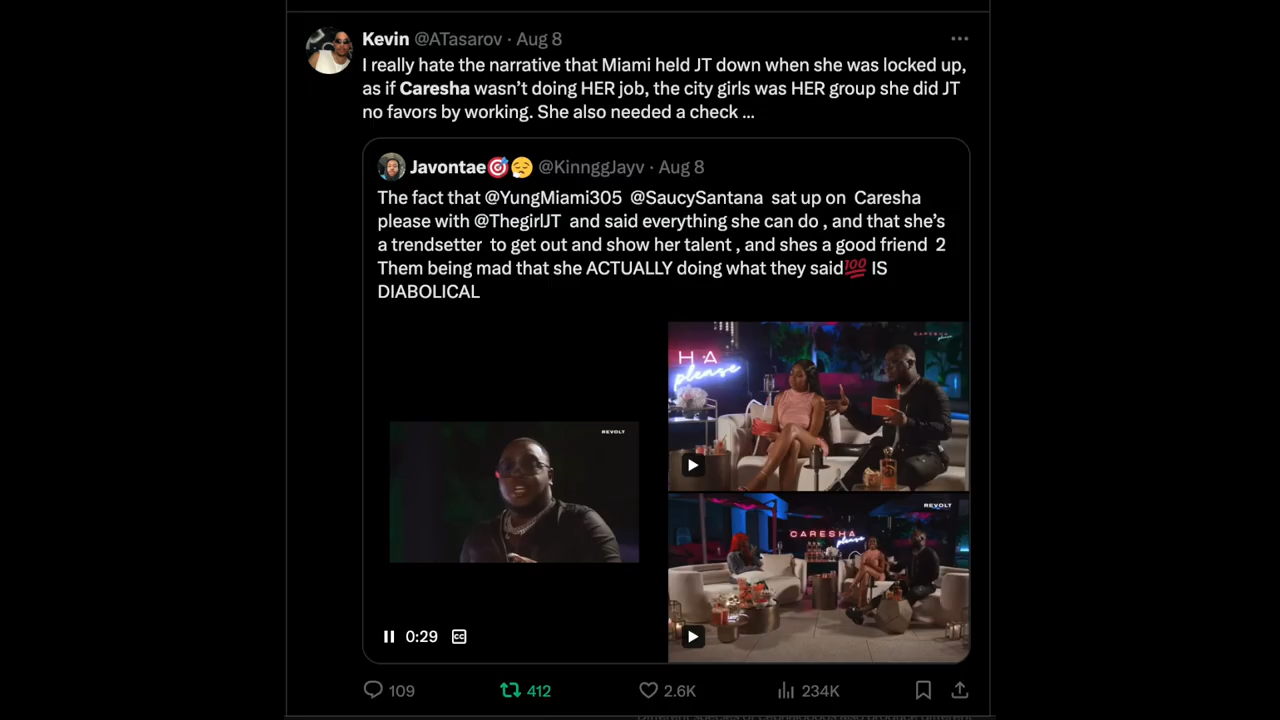 Kevin @ATasarov · Aug 8
I really hate the narrative that Miami held JT down when she was locked up,
as if Caresha wasn’t doing HER job, the city girls was HER group she did JT
no favors by working. She also needed a check ...
Javontae🎯😮‍💨 @KinnggJayv · Aug 8
The fact that @YungMiami305 @SaucySantana sat up on Caresha
please with @ThegirlJT and said everything she can do , and that she’s
a trendsetter to get out and show her talent , and shes a good friend 2
Them being mad that she ACTUALLY doing what they said💯 IS
DIABOLICAL
REVOLT
0:29
CC
CARESHA
please
H A
please
REVOLT
CARESHA
please
109
412
2.6K
234K